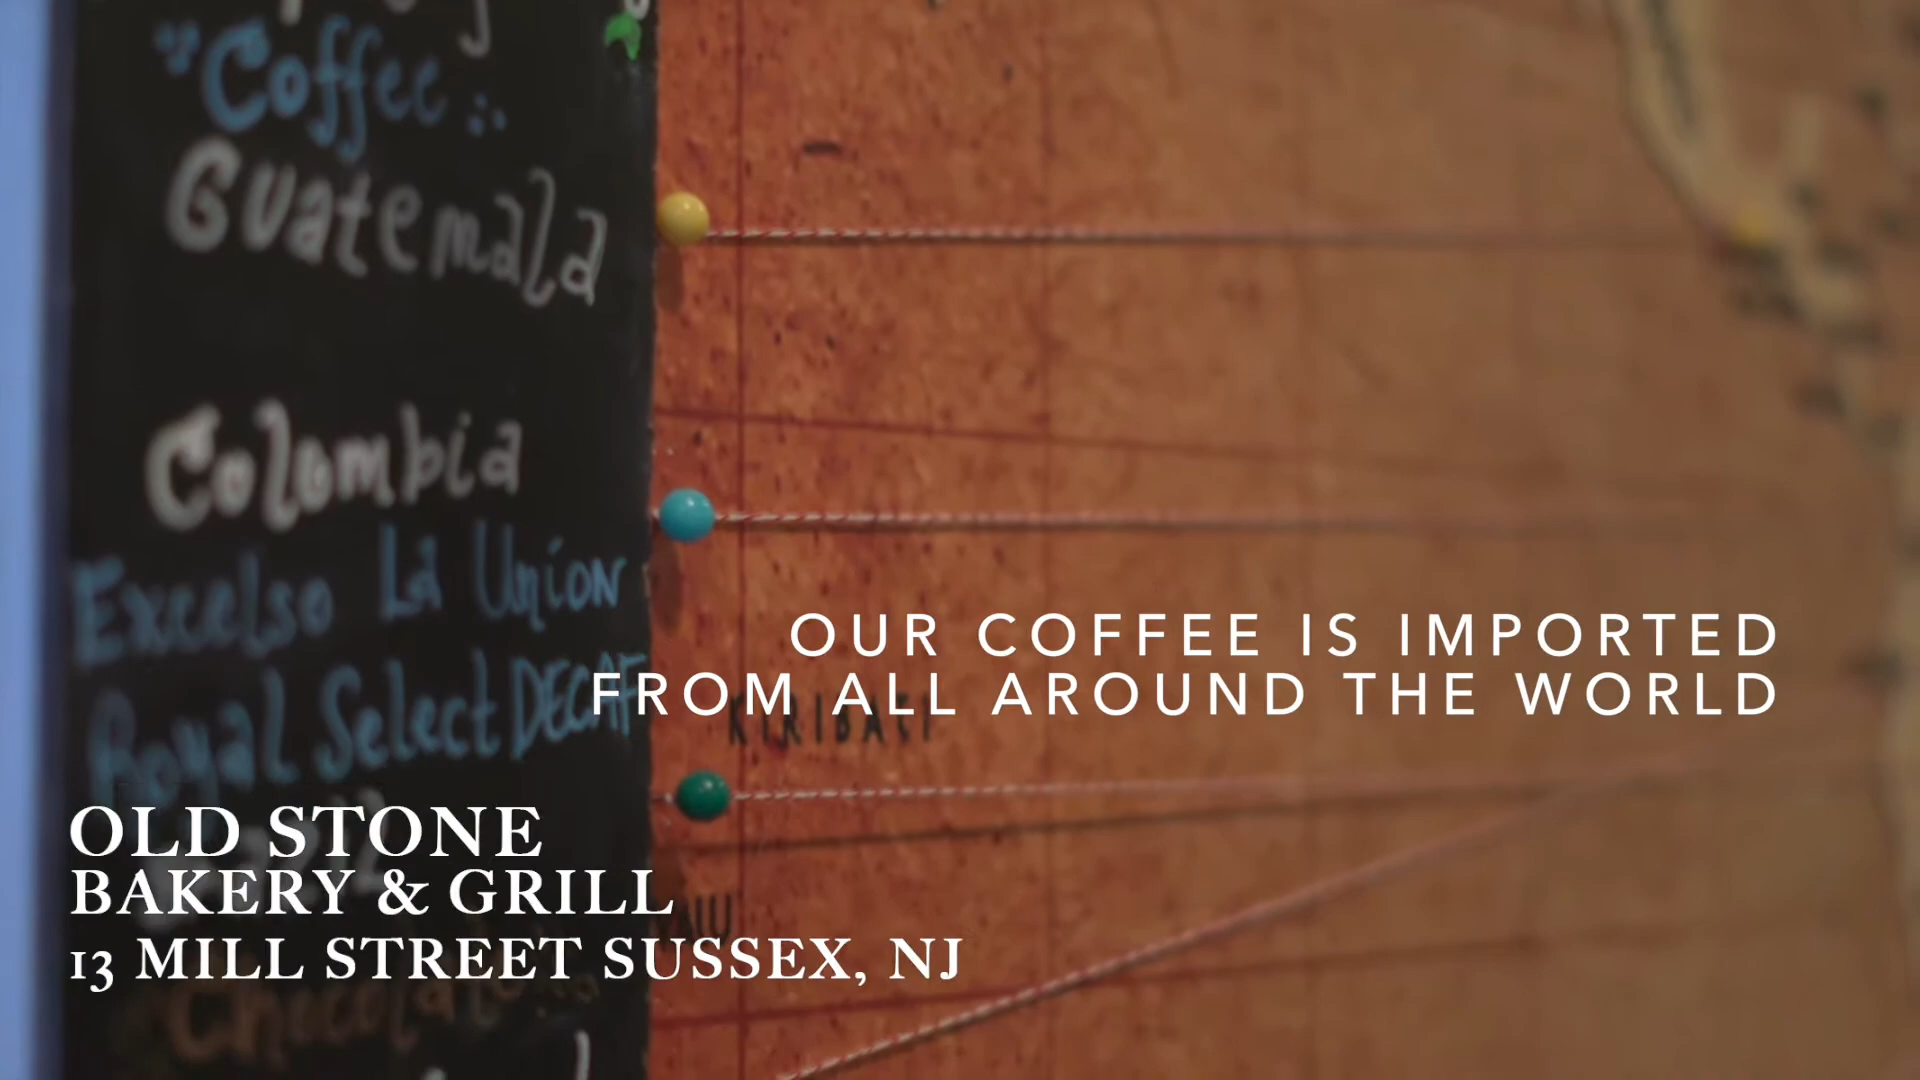 Coffee
Guatemala
Colombia
Excelso La Unión
Royal Select DECAF
OUR COFFEE IS IMPORTED
FROM ALL AROUND THE WORLD
KIRIBATI
OLD STONE
BAKERY & GRILL
13 MILL STREET SUSSEX, NJ